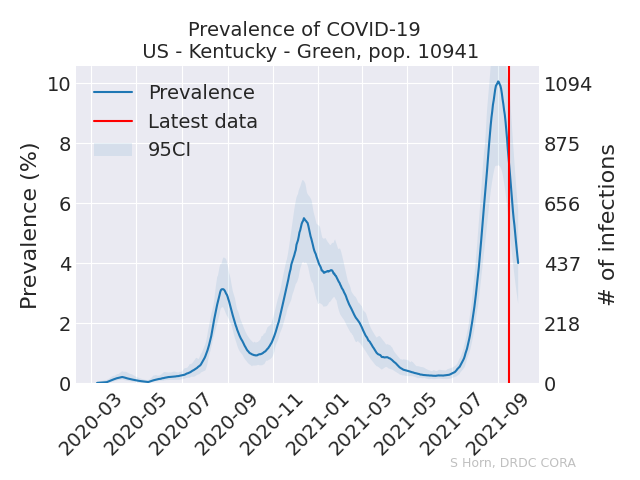 Prevalence of COVID-19
US - Kentucky - Green, pop. 10941
Prevalence
Latest data
95CI
Prevalence (%)
10
8
6
4
2
0
1094
875
656
437
218
0
# of infections
2020-03
2020-05
2020-07
2020-09
2020-11
2021-01
2021-03
2021-05
2021-07
2021-09
S Horn, DRDC CORA